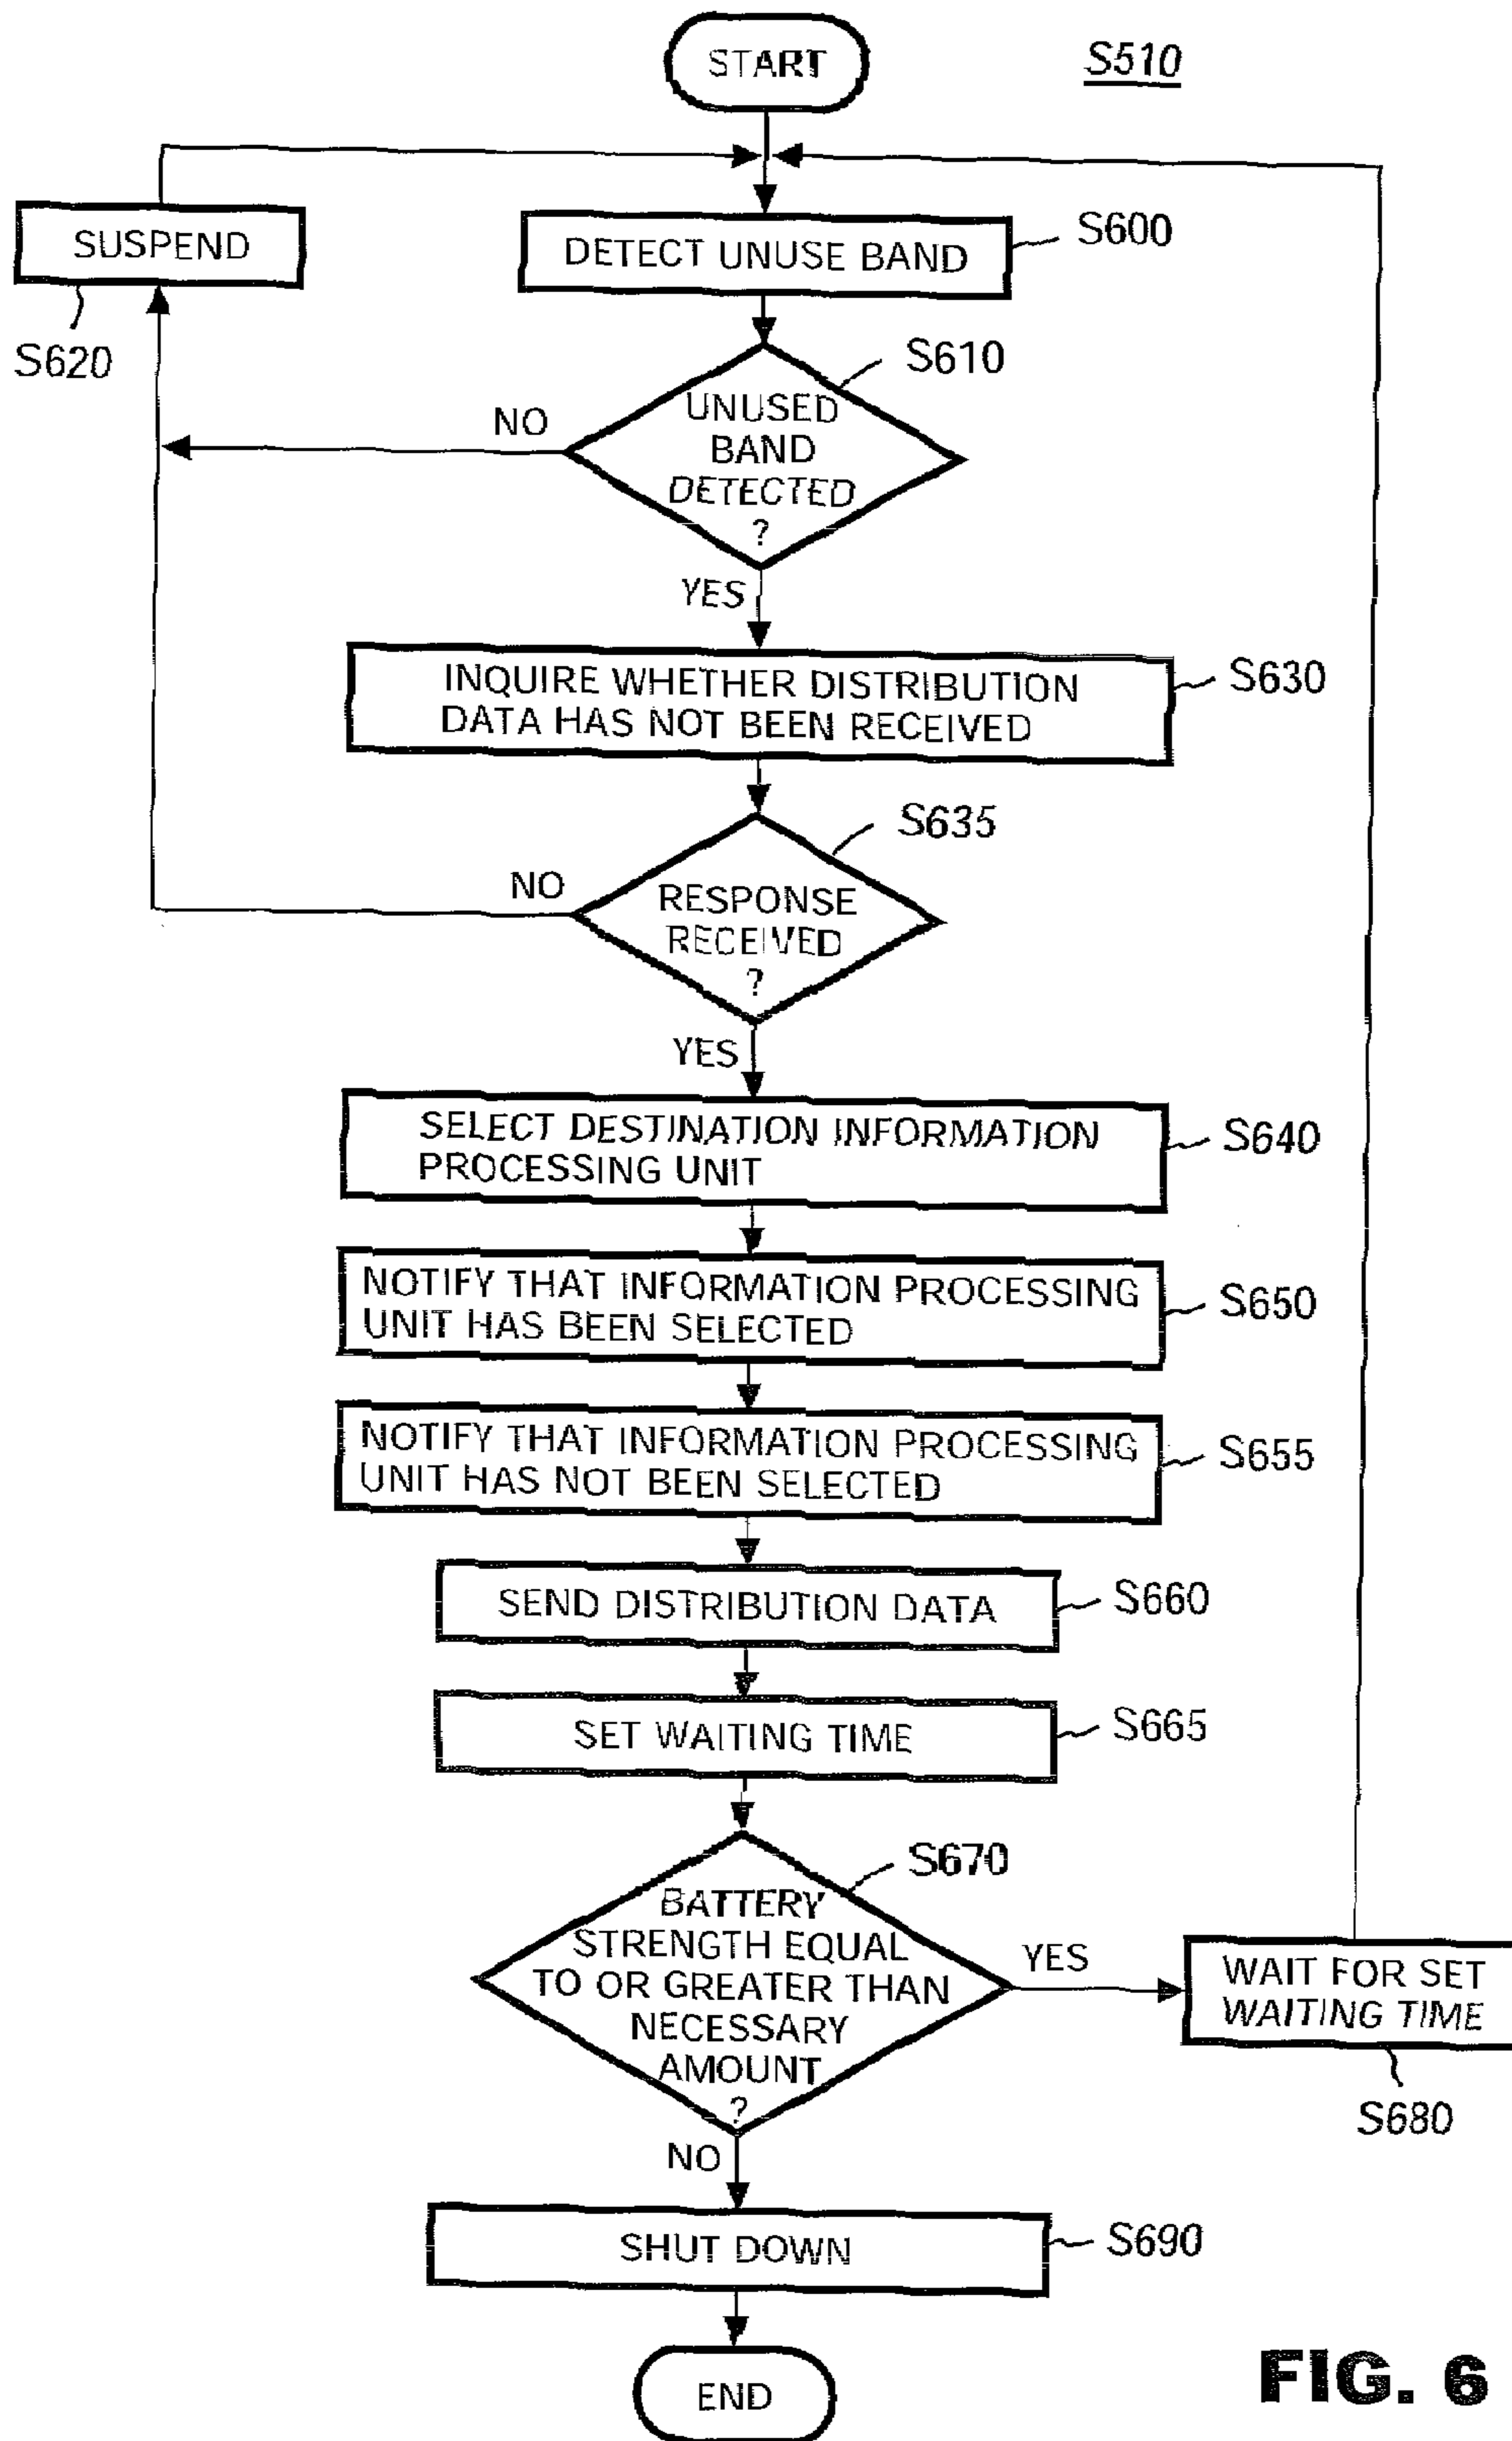 START
S510
SUSPEND
S620
DETECT UNUSE BAND
S600
S610
UNUSED
BAND
DETECTED
?
NO
YES
INQUIRE WHETHER DISTRIBUTION
DATA HAS NOT BEEN RECEIVED
S630
S635
RESPONSE
RECEIVED
?
NO
YES
SELECT DESTINATION INFORMATION
PROCESSING UNIT
S640
NOTIFY THAT INFORMATION PROCESSING
UNIT HAS BEEN SELECTED
S650
NOTIFY THAT INFORMATION PROCESSING
UNIT HAS NOT BEEN SELECTED
S655
SEND DISTRIBUTION DATA
S660
SET WAITING TIME
S665
S670
BATTERY
STRENGTH EQUAL
TO OR GREATER THAN
NECESSARY
AMOUNT
?
YES
WAIT FOR SET
WAITING TIME
S680
NO
SHUT DOWN
S690
END
FIG. 6